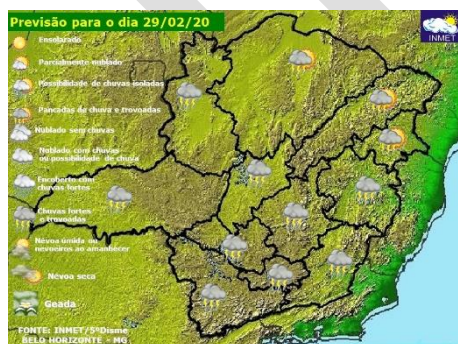 Previsão para o dia 29/02/20
INMET
Ensolarado
Parcialmente nublado
Possibilidade de chuvas isoladas
Pancadas de chuva e trovoadas
Nublado sem chuvas
Nublado com chuvas
ou possibilidade de chuva
Encoberto com
chuvas fortes
Chuvas fortes
e trovoadas
Névoa úmida ou
nevoeiros ao amanhecer
Névoa seca
Geada
FONTE: INMET/5ºDisme
BELO HORIZONTE - MG